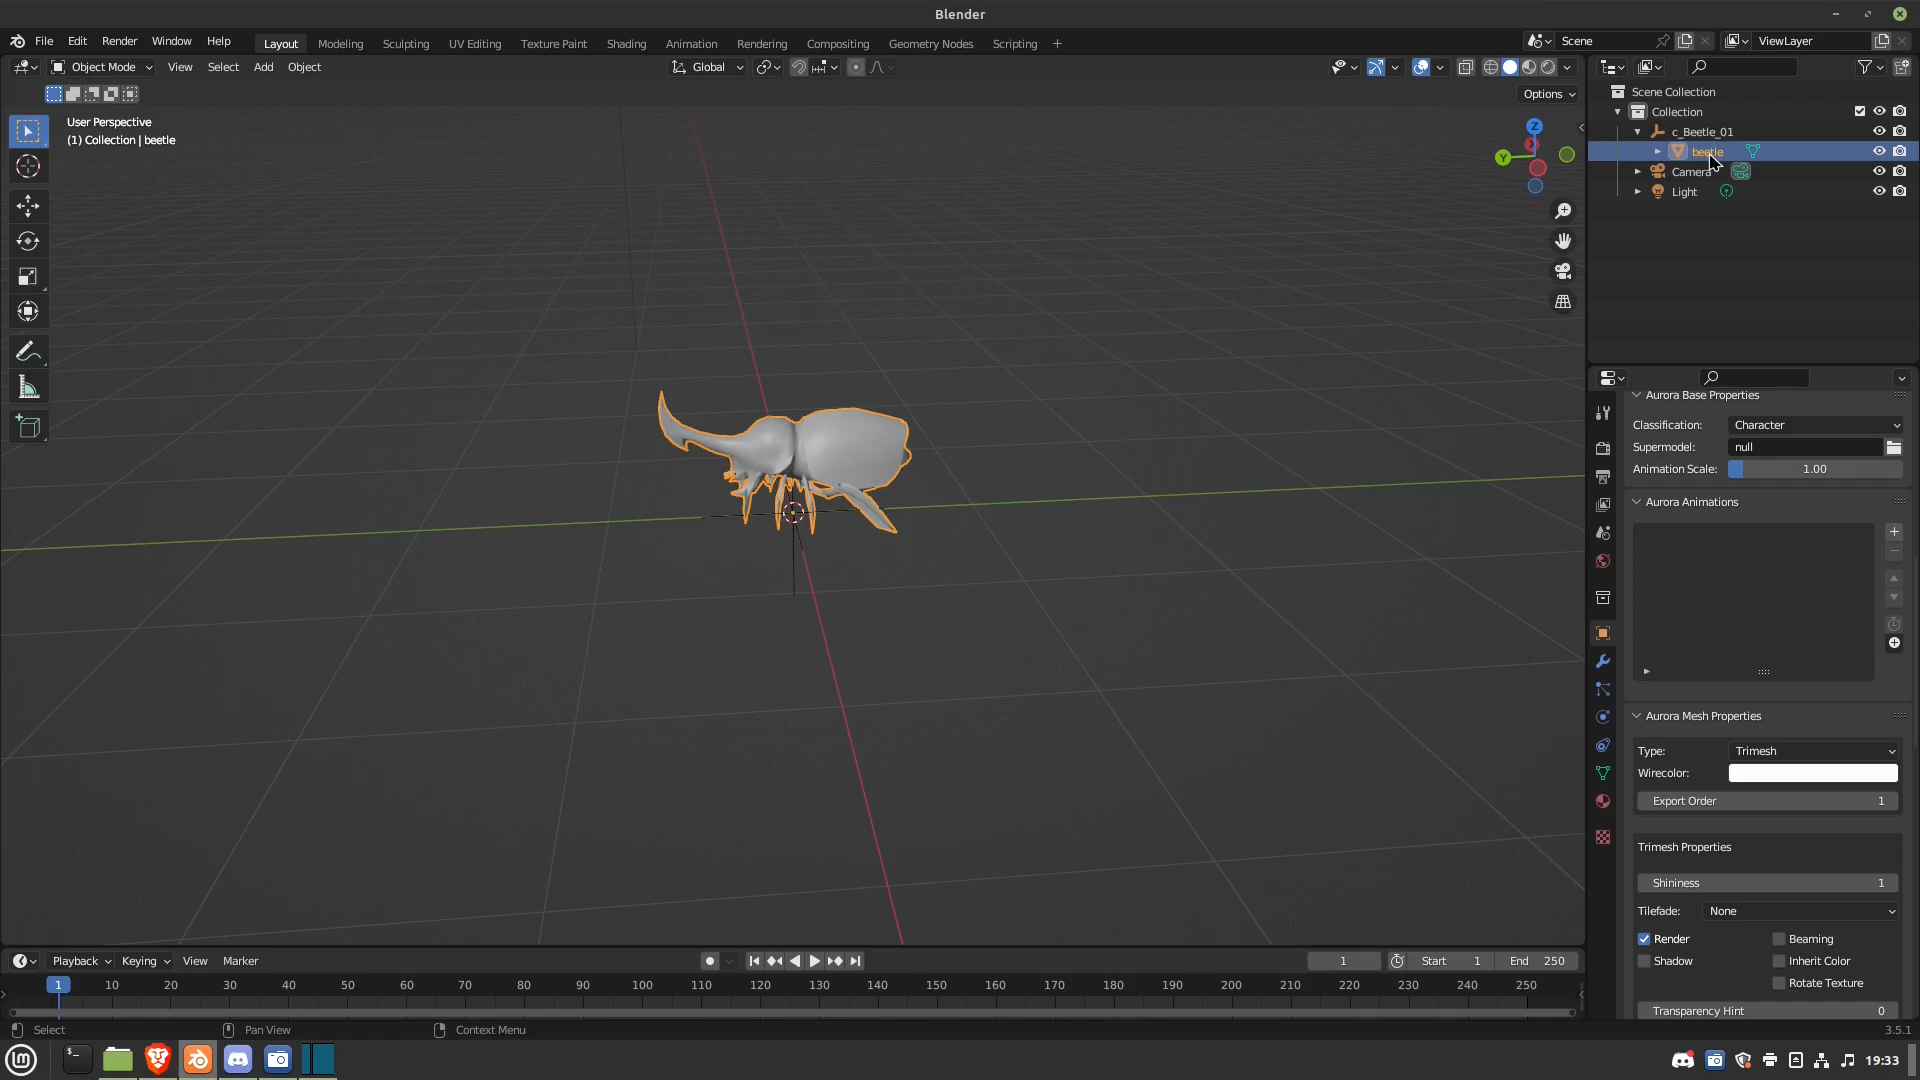 Blender
File Edit Render Window Help
Layout Modeling Sculpting UV Editing Texture Paint Shading Animation Rendering Compositing Geometry Nodes Scripting +
Scene
ViewLayer
Object Mode View Select Add Object
Global
Options
User Perspective
(1) Collection | beetle
Z
Y
X
Scene Collection
Collection
c_Beetle_01
beetle
Camera
Light
Aurora Base Properties
Classification: Character
Supermodel: null
Animation Scale: 1.00
Aurora Animations
Aurora Mesh Properties
Type: Trimesh
Wirecolor:
Export Order 1
Trimesh Properties
Shininess 1
Tilefade: None
Render Beaming
Shadow Inherit Color
Rotate Texture
Transparency Hint 0
Playback Keying View Marker
1 Start 1 End 250
1 10 20 30 40 50 60 70 80 90 100 110 120 130 140 150 160 170 180 190 200 210 220 230 240 250
Select Pan View Context Menu
3.5.1
19:33